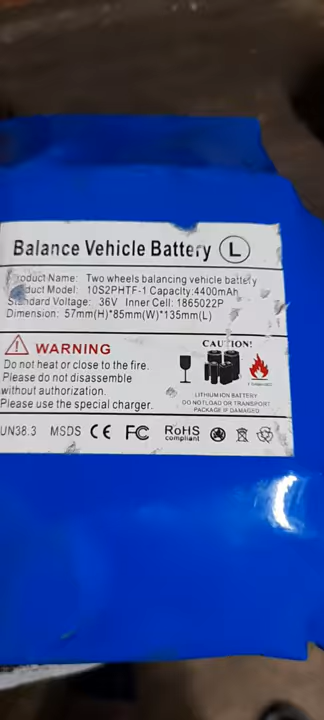 Balance Vehicle Battery L
Product Name: Two wheels balancing vehicle battety
Product Model: 10S2PHTF-1 Capacity:4400mAh
Standard Voltage: 36V Inner Cell: 1865022P
Dimension: 57mm(H)*85mm(W)*135mm(L)
WARNING
Do not heat or close to the fire.
Please do not disassemble
without authorization.
Please use the special charger.
CAUTION!
LITHIUM ION BATTERY
DO NOT LOAD OR TRANSPORT
PACKAGE IF DAMAGED
UN38.3 MSDS CE FC RoHS
compliant